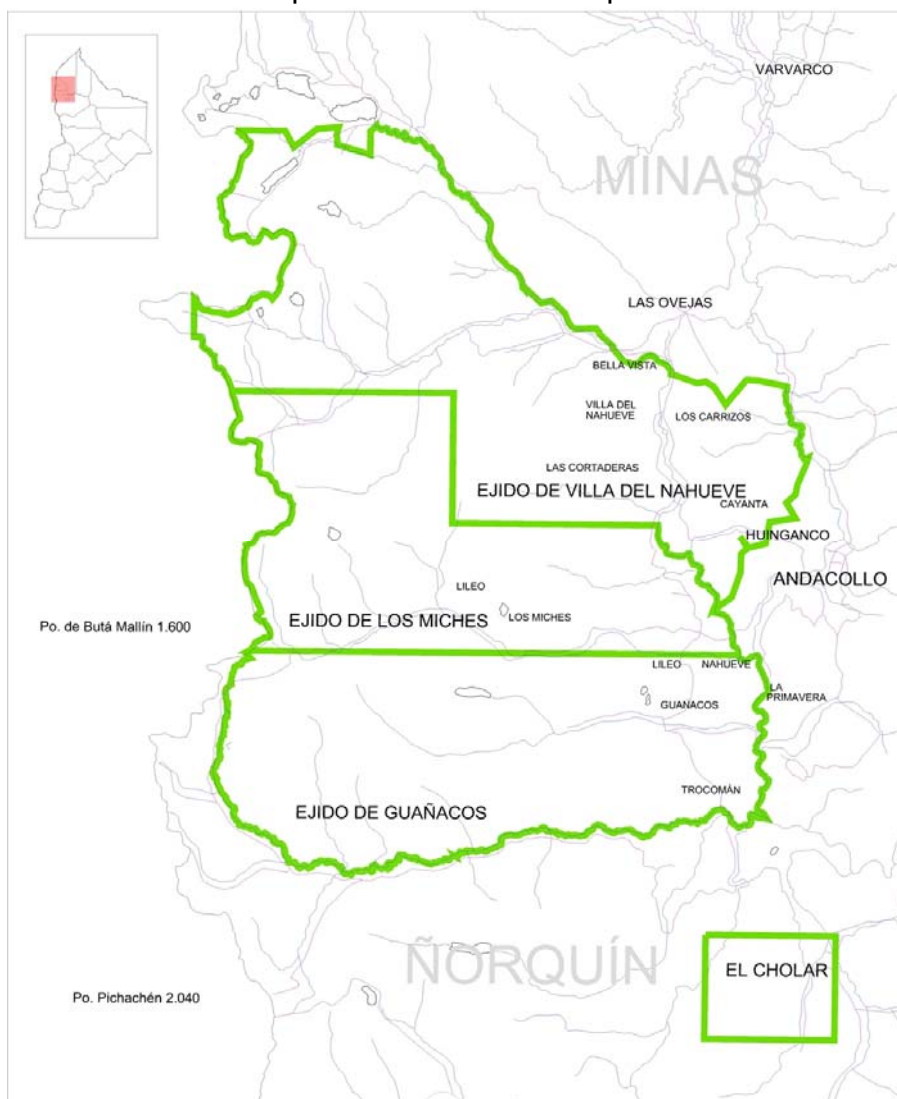 VARVARCO
MINAS
LAS OVEJAS
BELLA VISTA
VILLA DEL
NAHUEVE
LOS CARRIZOS
LAS CORTADERAS
EJIDO DE VILLA DEL NAHUEVE
CAYANTA
HUINGANCO
ANDACOLLO
LILEO
LOS MICHES
EJIDO DE LOS MICHES
Po. de Butá Mallín 1.600
LILEO
NAHUEVE
LA
PRIMAVERA
GUANACOS
TROCOMÁN
EJIDO DE GUAÑACOS
ÑORQUÍN
EL CHOLAR
Po. Pichachén 2.040